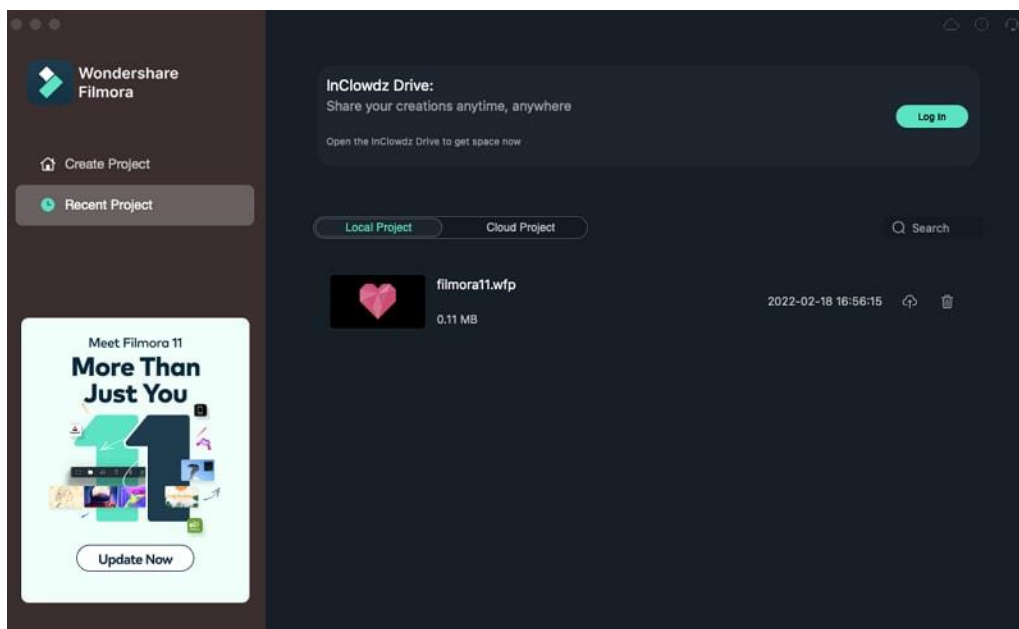 Wondershare
Filmora
Create Project
Recent Project
Meet Filmora 11
More Than
Just You
11
Update Now
InClowdz Drive:
Share your creations anytime, anywhere
Open the InClowdz Drive to get space now
Log In
Local Project
Cloud Project
Search
filmora11.wfp
0.11 MB
2022-02-18 16:56:15